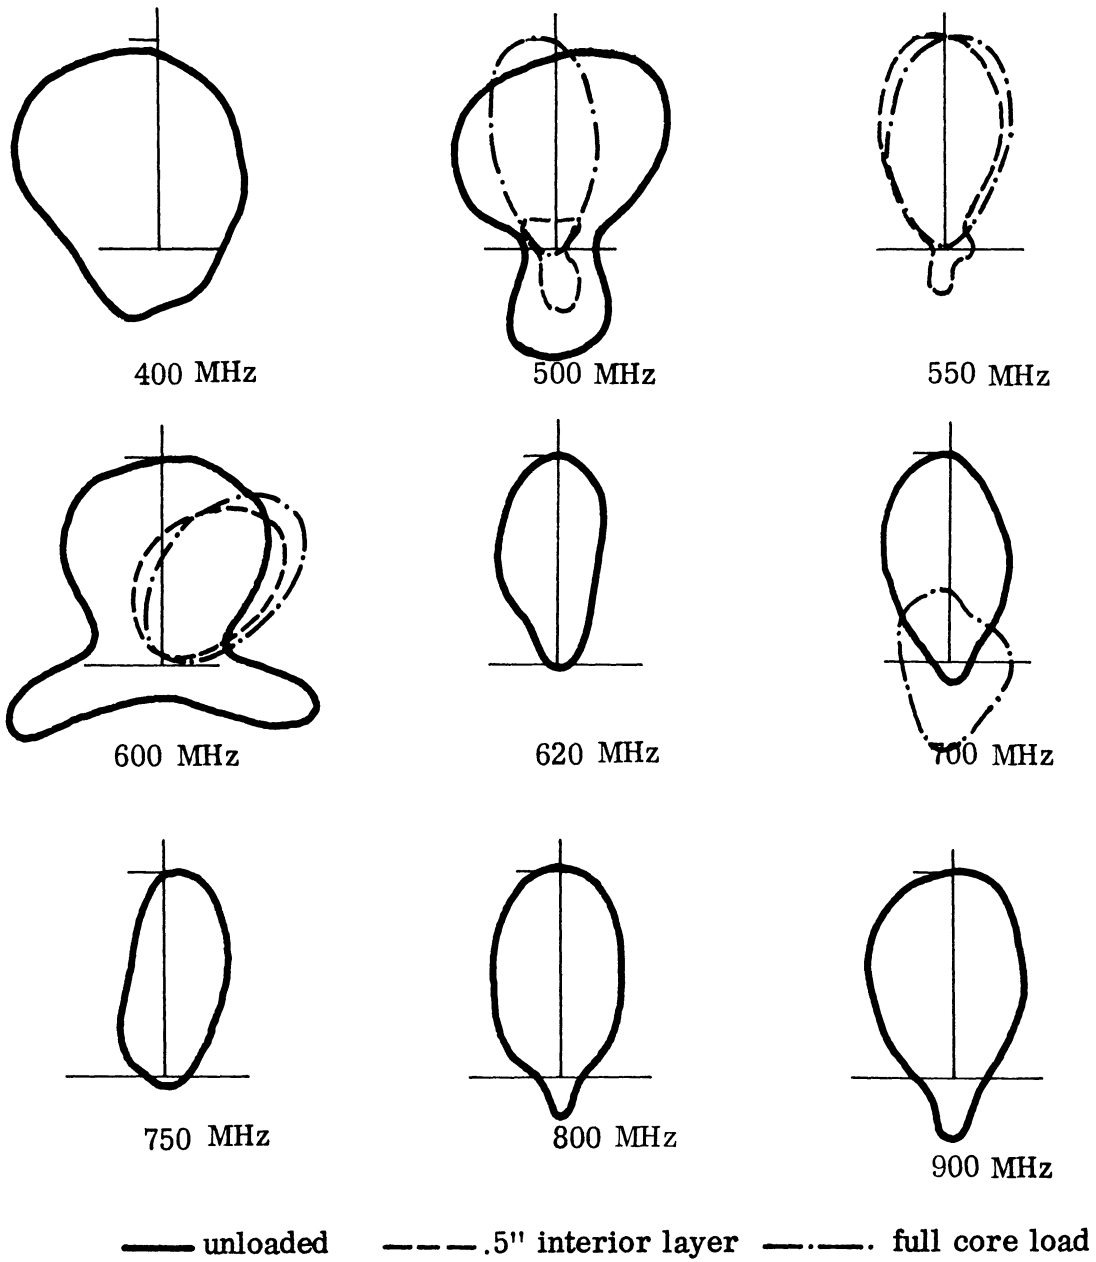 400 MHz
500 MHz
550 MHz
600 MHz
620 MHz
700 MHz
750 MHz
800 MHz
900 MHz
unloaded .5" interior layer full core load